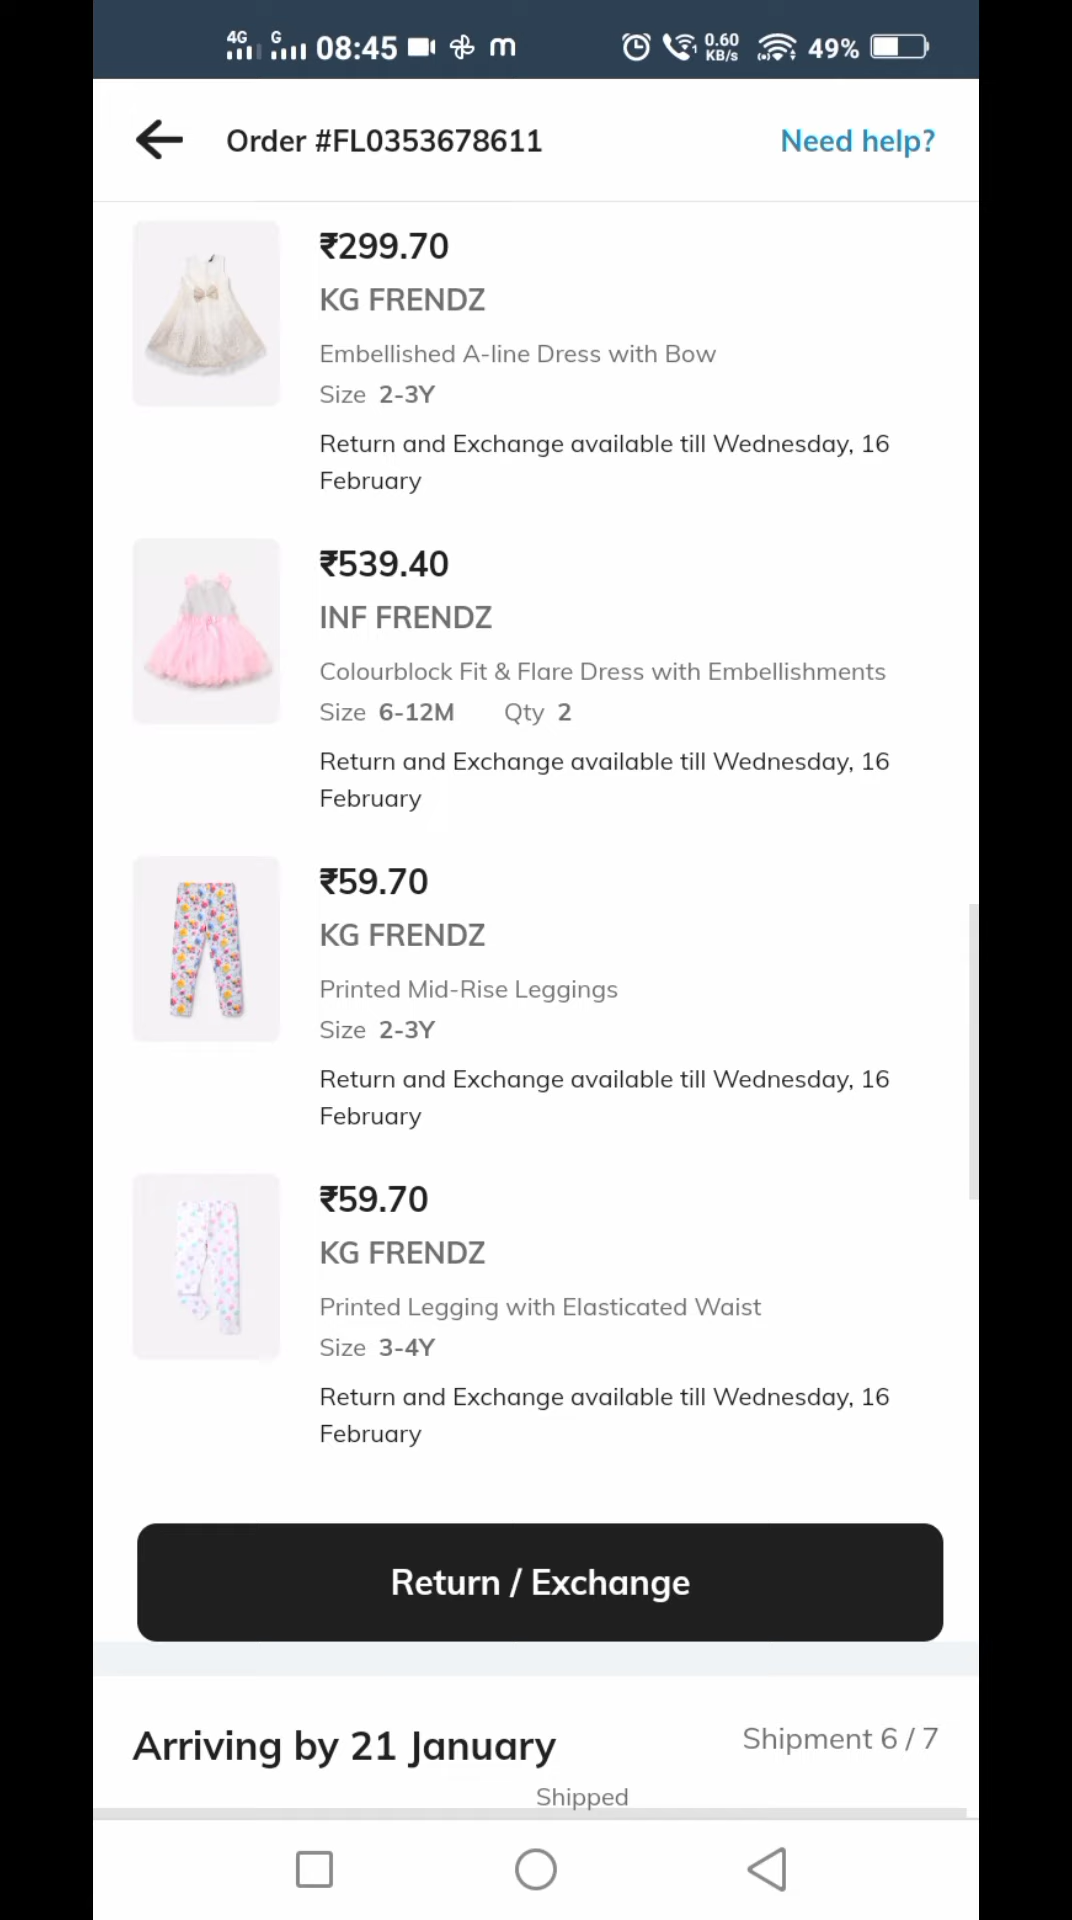 4G G 08:45 m 0.60 KB/s 49%
Order #FL0353678611 Need help?
₹299.70
KG FRENDZ
Embellished A-line Dress with Bow
Size 2-3Y
Return and Exchange available till Wednesday, 16
February
₹539.40
INF FRENDZ
Colourblock Fit & Flare Dress with Embellishments
Size 6-12M Qty 2
Return and Exchange available till Wednesday, 16
February
₹59.70
KG FRENDZ
Printed Mid-Rise Leggings
Size 2-3Y
Return and Exchange available till Wednesday, 16
February
₹59.70
KG FRENDZ
Printed Legging with Elasticated Waist
Size 3-4Y
Return and Exchange available till Wednesday, 16
February
Return / Exchange
Arriving by 21 January Shipment 6 / 7
Shipped